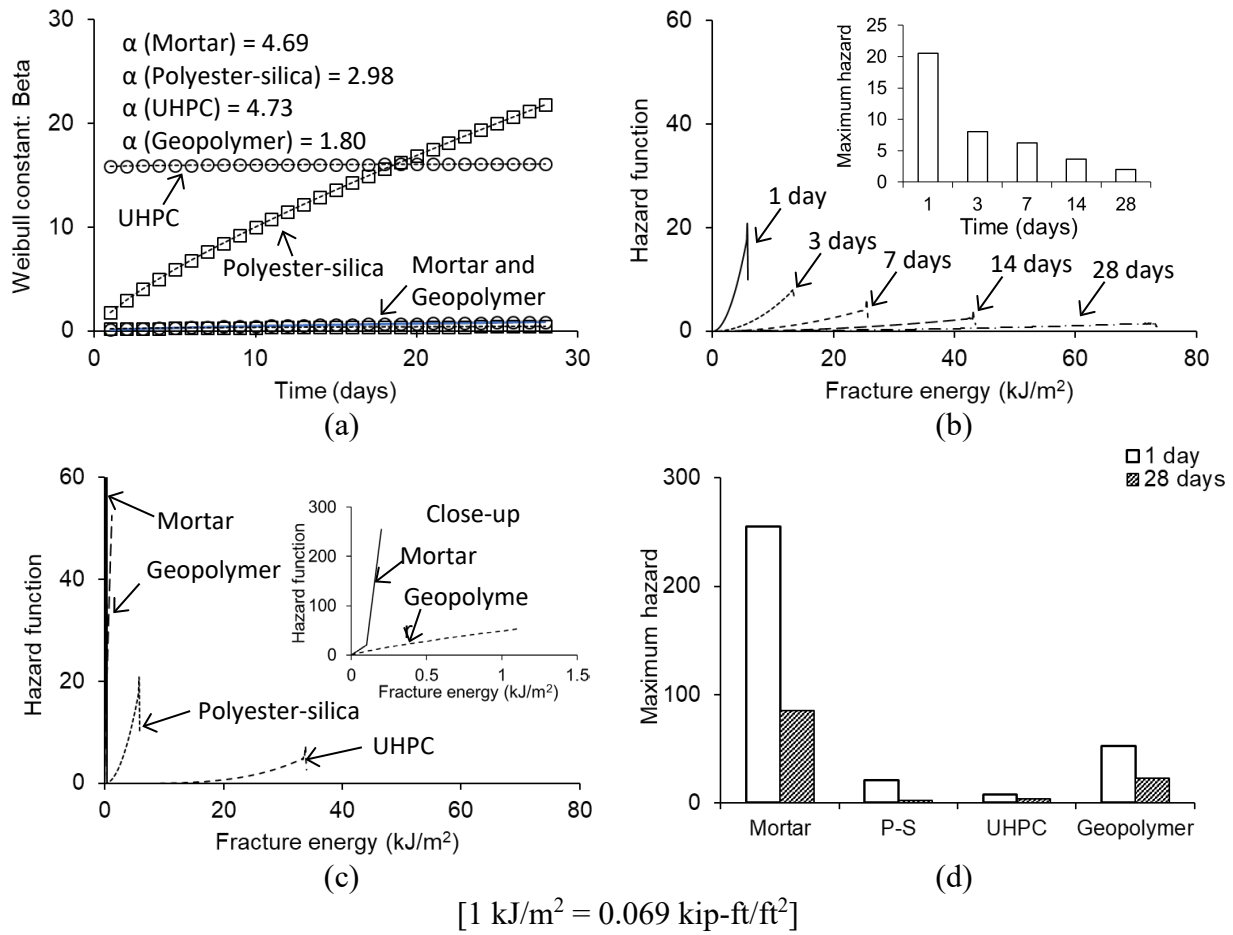 30
20
10
0
Weibull constant: Beta
α (Mortar) = 4.69
α (Polyester-silica) = 2.98
α (UHPC) = 4.73
α (Geopolymer) = 1.80
UHPC
Polyester-silica
Mortar and
Geopolymer
0 10 20 30
Time (days)
(a)
60
40
20
0
Hazard function
25
20
15
10
5
0
Maximum hazard
1 3 7 14 28
Time (days)
1 day
3 days
7 days
14 days
28 days
0 20 40 60 80
Fracture energy (kJ/m²)
(b)
60
40
20
0
Hazard function
Mortar
Geopolymer
Polyester-silica
UHPC
300
200
100
0
Hazard function
Close-up
Mortar
Geopolyme
r
0 0.5 1 1.5
Fracture energy (kJ/m²)
0 20 40 60 80
Fracture energy (kJ/m²)
(c)
1 day
28 days
300
200
100
0
Maximum hazard
Mortar P-S UHPC Geopolymer
(d)
[1 kJ/m² = 0.069 kip-ft/ft²]